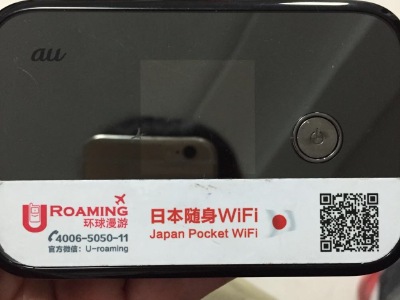 au
U ROAMING
环球漫游
4006-5050-11
官方微信：U-roaming
日本随身WiFi
Japan Pocket WiFi